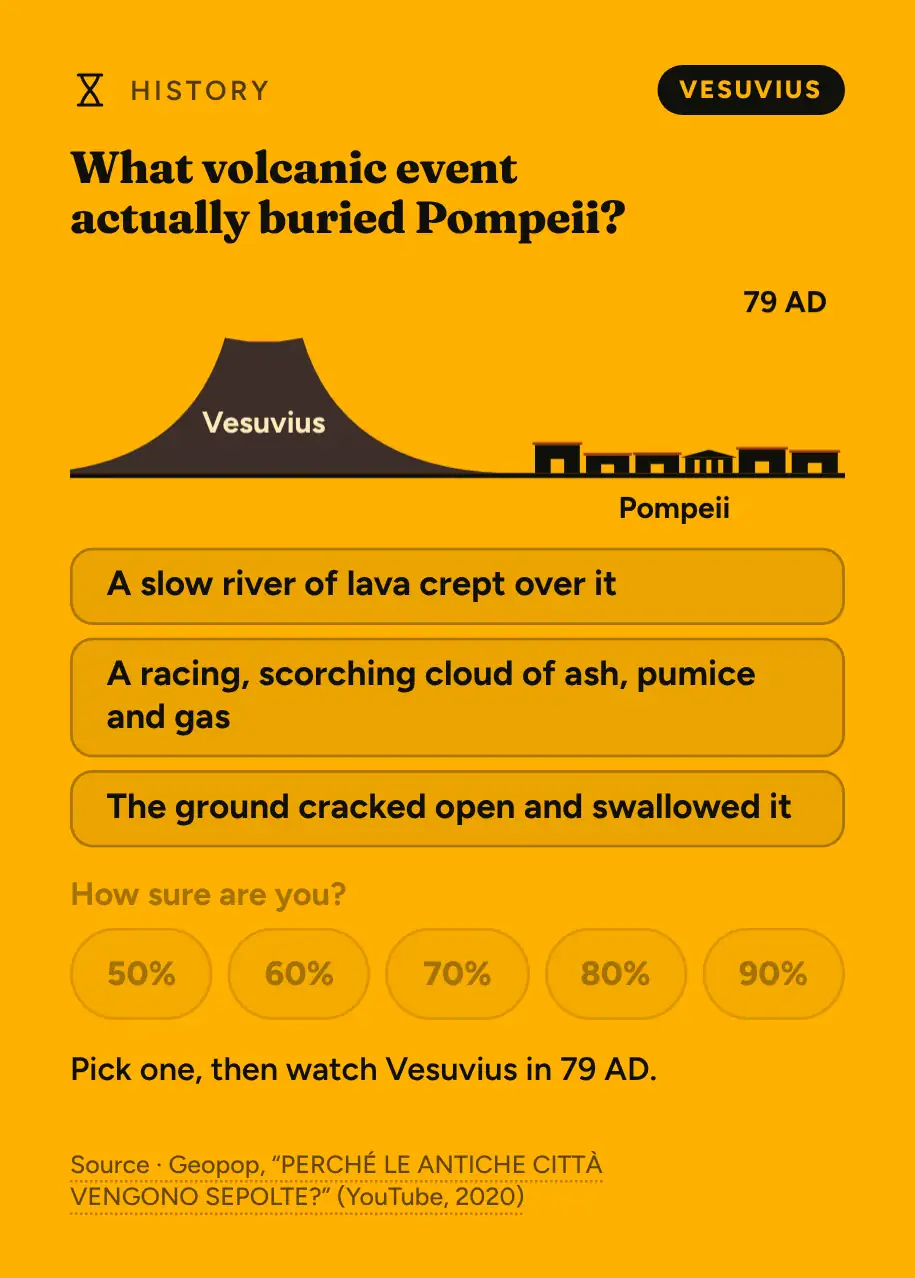 HISTORY
VESUVIUS
What volcanic event
actually buried Pompeii?
79 AD
Vesuvius
Pompeii
A slow river of lava crept over it
A racing, scorching cloud of ash, pumice
and gas
The ground cracked open and swallowed it
How sure are you?
50% 60% 70% 80% 90%
Pick one, then watch Vesuvius in 79 AD.
Source · Geopop, “PERCHÉ LE ANTICHE CITTÀ
VENGONO SEPOLTE?” (YouTube, 2020)